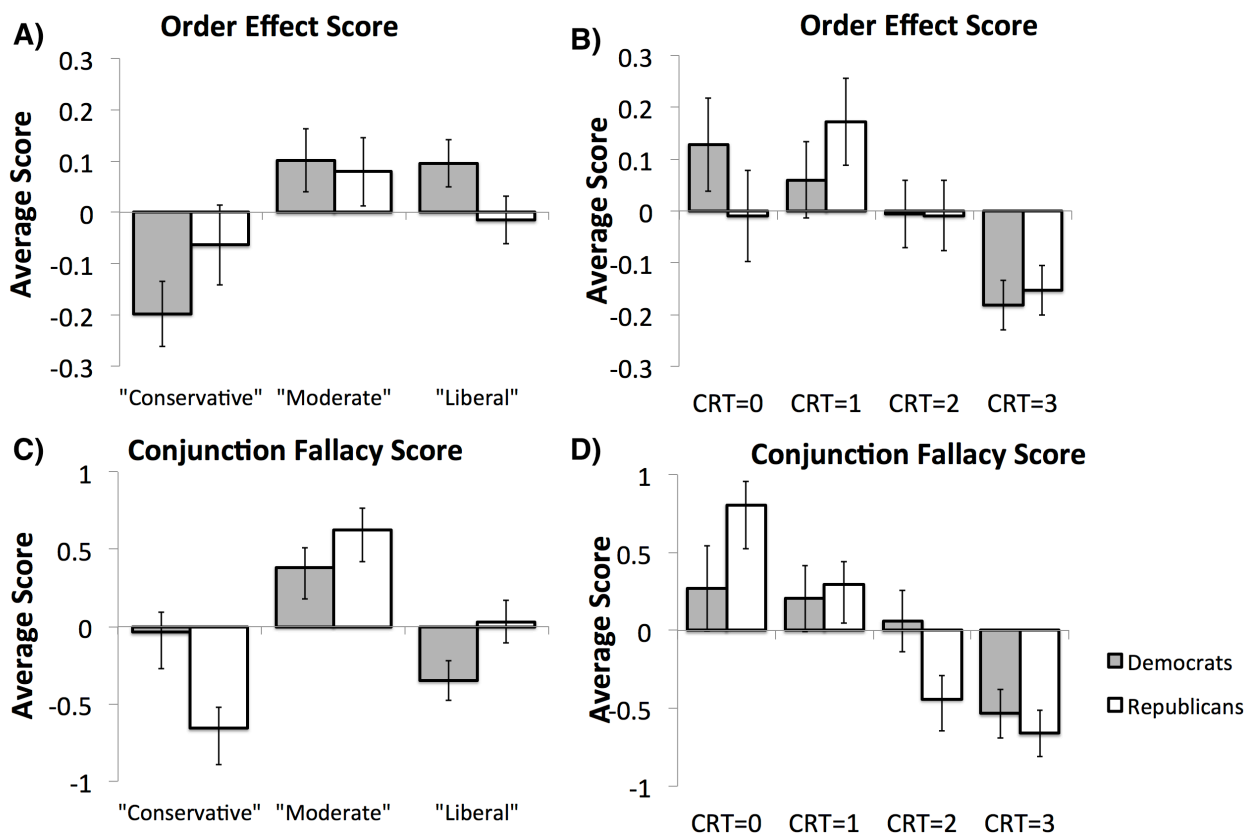 A)
Order Effect Score
Average Score
0.3
0.2
0.1
0
-0.1
-0.2
-0.3
"Conservative" "Moderate" "Liberal"
B)
Order Effect Score
Average Score
0.3
0.2
0.1
0
-0.1
-0.2
-0.3
CRT=0 CRT=1 CRT=2 CRT=3
C)
Conjunction Fallacy Score
Average Score
1
0.5
0
-0.5
-1
"Conservative" "Moderate" "Liberal"
D)
Conjunction Fallacy Score
Average Score
1
0.5
0
-0.5
-1
CRT=0 CRT=1 CRT=2 CRT=3
Democrats
Republicans